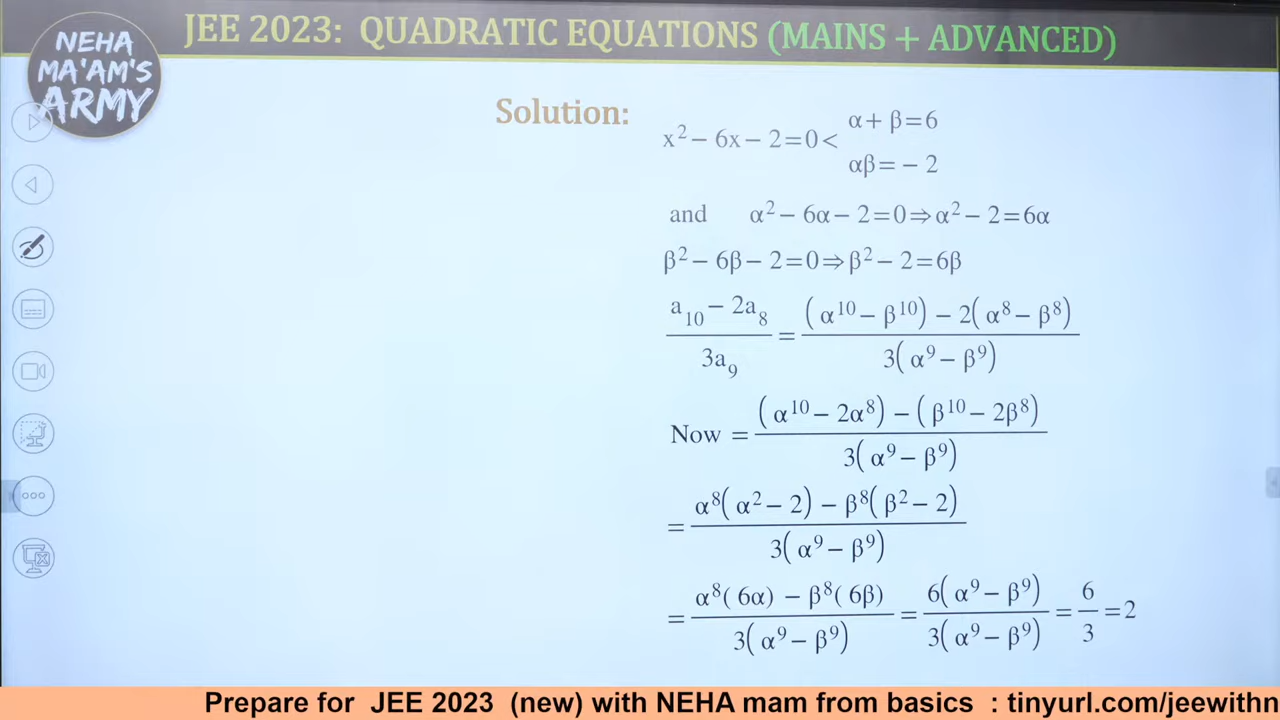 JEE 2023: QUADRATIC EQUATIONS (MAINS + ADVANCED)
NEHA
MA'AM'S
ARMY
Solution:
x² − 6x − 2=0< α+ β=6
αβ= − 2
and α² − 6α − 2=0⇒α² − 2=6α
β² − 6β − 2=0⇒β² − 2=6β
(a₁₀ − 2a₈)/(3a₉) = ((α¹⁰ − β¹⁰) − 2(α⁸ − β⁸))/(3(α⁹ − β⁹))
Now = ((α¹⁰ − 2α⁸) − (β¹⁰ − 2β⁸))/(3(α⁹ − β⁹))
= (α⁸(α² − 2) − β⁸(β² − 2))/(3(α⁹ − β⁹))
= (α⁸(6α) − β⁸(6β))/(3(α⁹ − β⁹)) = (6(α⁹ − β⁹))/(3(α⁹ − β⁹)) = 6/3 =2
Prepare for JEE 2023 (new) with NEHA mam from basics : tinyurl.com/jeewithn